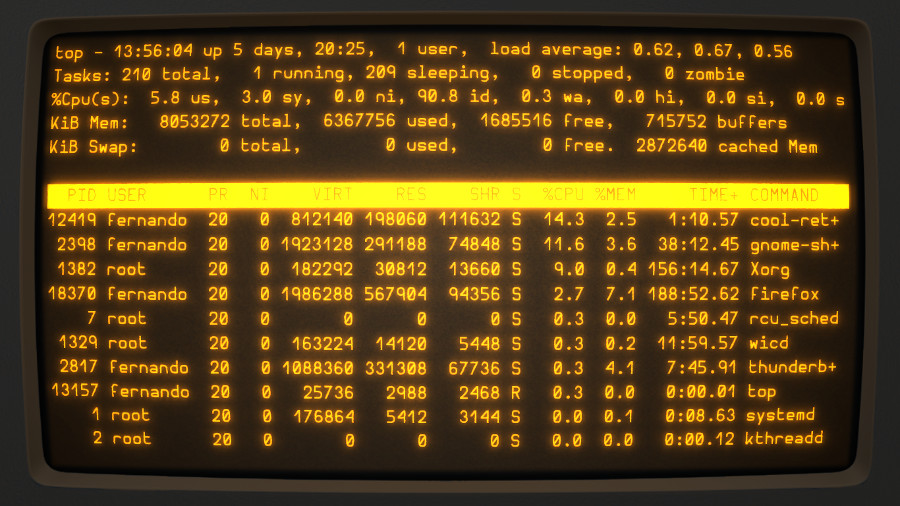 top - 13:56:04 up 5 days, 20:25,  1 user,  load average: 0.62, 0.67, 0.56
Tasks: 210 total,   1 running, 209 sleeping,   0 stopped,   0 zombie
%Cpu(s):  5.8 us,  3.0 sy,  0.0 ni, 90.8 id,  0.3 wa,  0.0 hi,  0.0 si,  0.0 s
KiB Mem:   8053272 total,  6367756 used,  1685516 free,   715752 buffers
KiB Swap:        0 total,        0 used,        0 free.  2872640 cached Mem
PID USER PR NI VIRT RES SHR S %CPU %MEM TIME+ COMMAND
12419 fernando 20 0 812140 198060 111632 S 14.3 2.5 1:10.57 cool-ret+
2398 fernando 20 0 1923128 291188 74848 S 11.6 3.6 38:12.45 gnome-sh+
1382 root 20 0 182292 30812 13660 S 9.0 0.4 156:14.67 Xorg
18370 fernando 20 0 1986288 567904 94356 S 2.7 7.1 188:52.62 firefox
7 root 20 0 0 0 0 S 0.3 0.0 5:50.47 rcu_sched
1329 root 20 0 163224 14120 5448 S 0.3 0.2 11:59.57 wicd
2817 fernando 20 0 1088360 331308 67736 S 0.3 4.1 7:45.91 thunderb+
13157 fernando 20 0 25736 2988 2468 R 0.3 0.0 0:00.01 top
1 root 20 0 176864 5412 3144 S 0.0 0.1 0:08.63 systemd
2 root 20 0 0 0 0 S 0.0 0.0 0:00.12 kthreadd